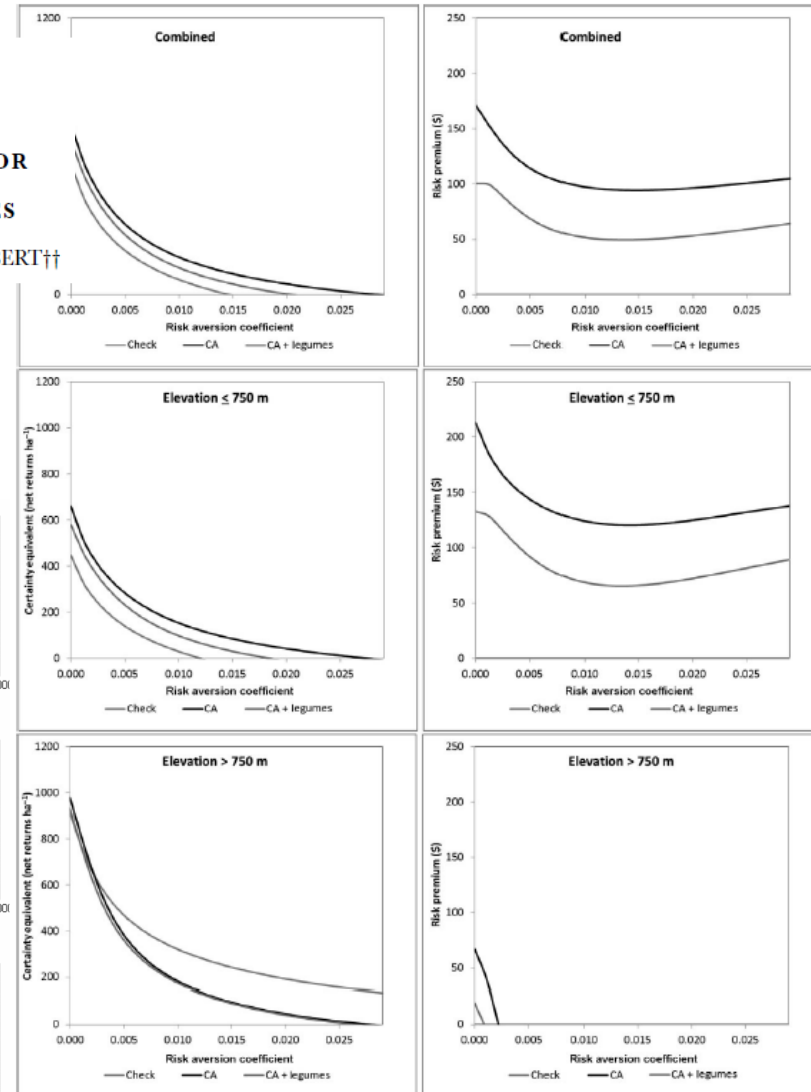 1200
Combined
OR
ES
ERT††
0
0.000 0.005 0.010 0.015 0.020 0.025
Risk aversion coefficient
Check CA CA + legumes
Combined
Risk premium ($)
250
200
150
100
50
0
0.000 0.005 0.010 0.015 0.020 0.025
Risk aversion coefficient
Check CA CA + legumes
Elevation ≤ 750 m
Certainty equivalent (net returns ha⁻¹)
1200
1000
800
600
400
200
0
0.000 0.005 0.010 0.015 0.020 0.025
Risk aversion coefficient
Check CA CA + legumes
Elevation ≤ 750 m
Risk premium ($)
250
200
150
100
50
0
0.000 0.005 0.010 0.015 0.020 0.025
Risk aversion coefficient
Check CA CA + legumes
Elevation > 750 m
Certainty equivalent (net returns ha⁻¹)
1200
1000
800
600
400
200
0
0.000 0.005 0.010 0.015 0.020 0.025
Risk aversion coefficient
Check CA CA + legumes
Elevation > 750 m
Risk premium ($)
250
200
150
100
50
0
0.000 0.005 0.010 0.015 0.020 0.025
Risk aversion coefficient
Check CA CA + legumes